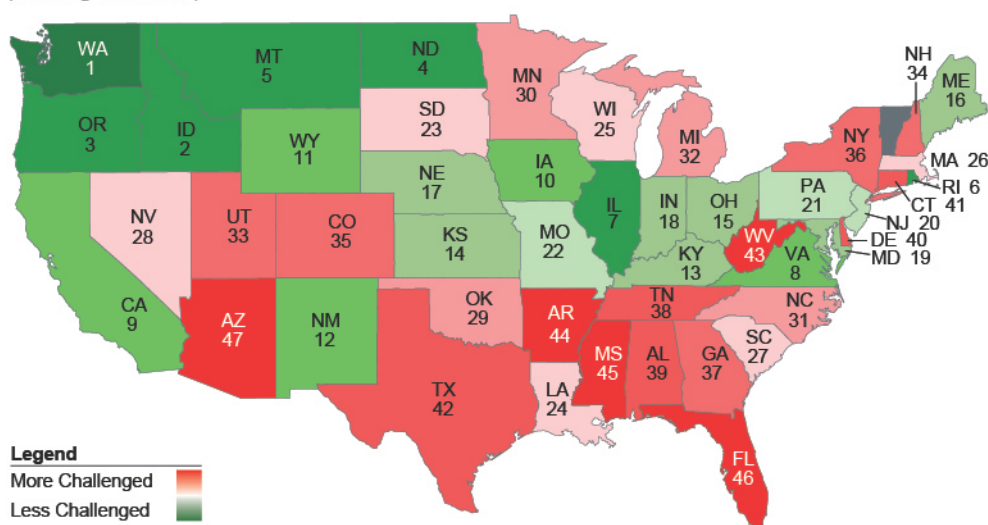 WA
1
MT
5
ND
4
MN
30
NH
34
ME
16
OR
3
ID
2
SD
23
WI
25
MI
32
NY
36
WY
11
MA 26
RI 6
CT 41
NJ 20
DE 40
MD 19
NE
17
IA
10
IL
7
IN
18
OH
15
PA
21
NV
28
UT
33
CO
35
KS
14
MO
22
KY
13
WV
43
VA
8
CA
9
AZ
47
NM
12
OK
29
AR
44
TN
38
NC
31
SC
27
MS
45
AL
39
GA
37
TX
42
LA
24
FL
46
Legend
More Challenged
Less Challenged